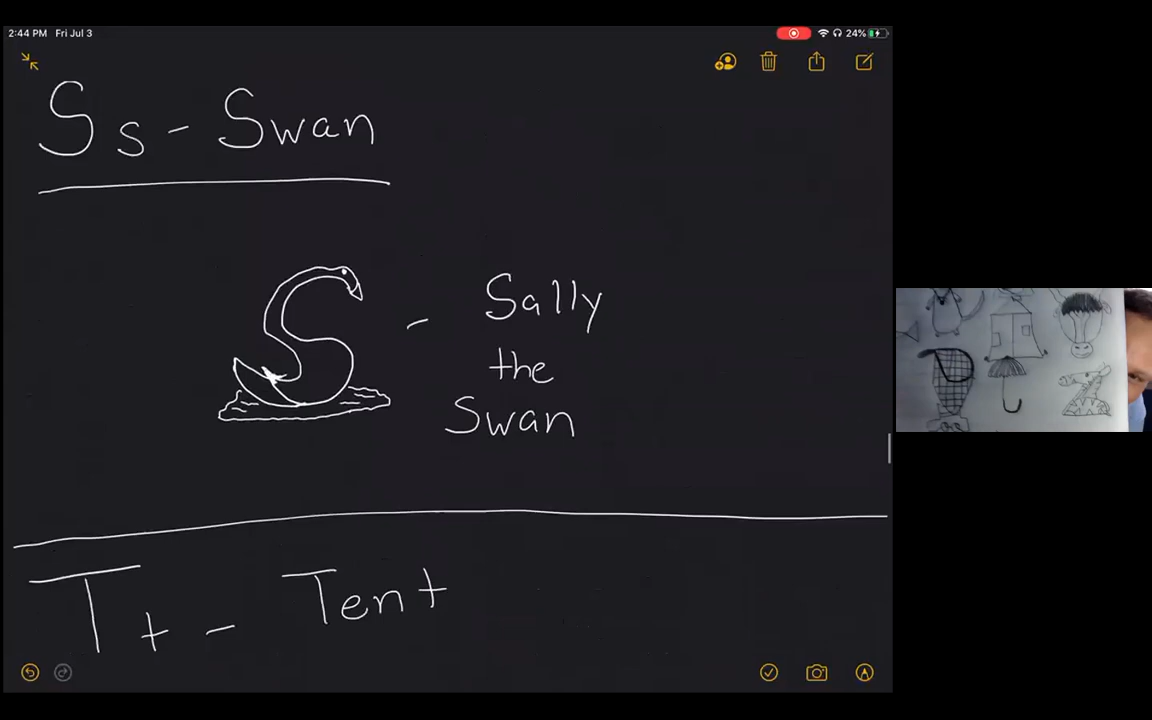 2:44 PM Fri Jul 3
24%
Ss - Swan
- Sally
the
Swan
Tt - Tent